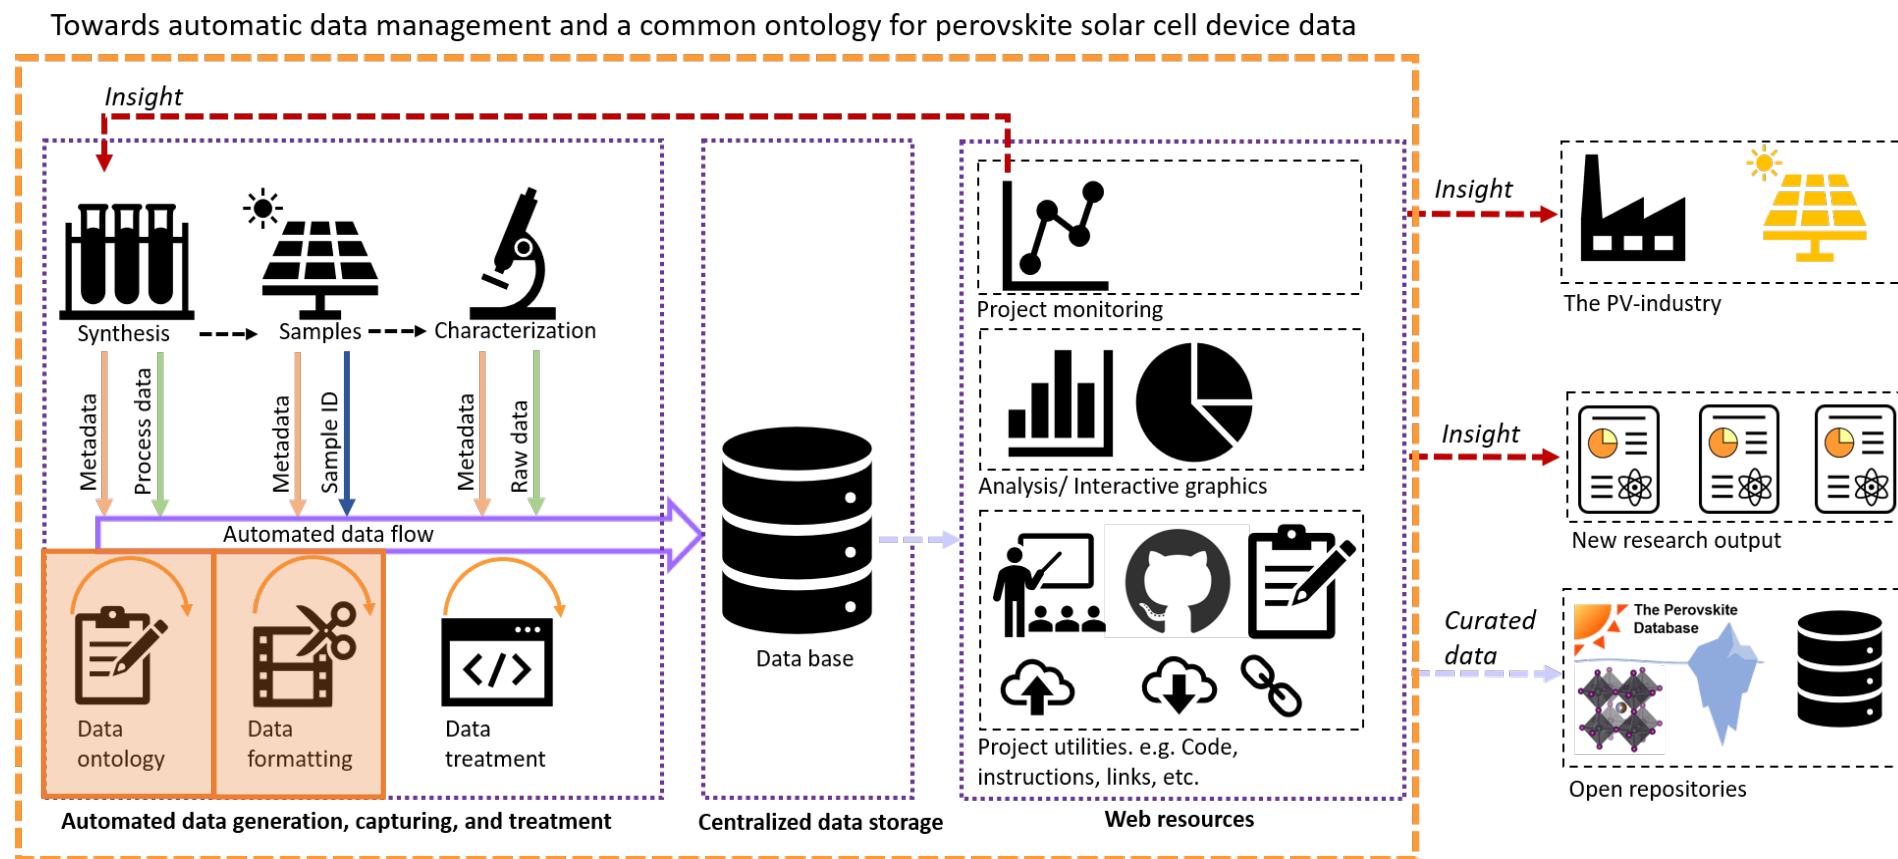 Towards automatic data management and a common ontology for perovskite solar cell device data
Insight
Synthesis
Samples
Characterization
Metadata
Process data
Metadata
Sample ID
Metadata
Raw data
Automated data flow
Data
ontology
Data
formatting
</>
Data
treatment
Automated data generation, capturing, and treatment
Data base
Centralized data storage
Project monitoring
Analysis/ Interactive graphics
Project utilities. e.g. Code,
instructions, links, etc.
Web resources
Insight
The PV-industry
Insight
New research output
Curated
data
The Perovskite
Database
Open repositories